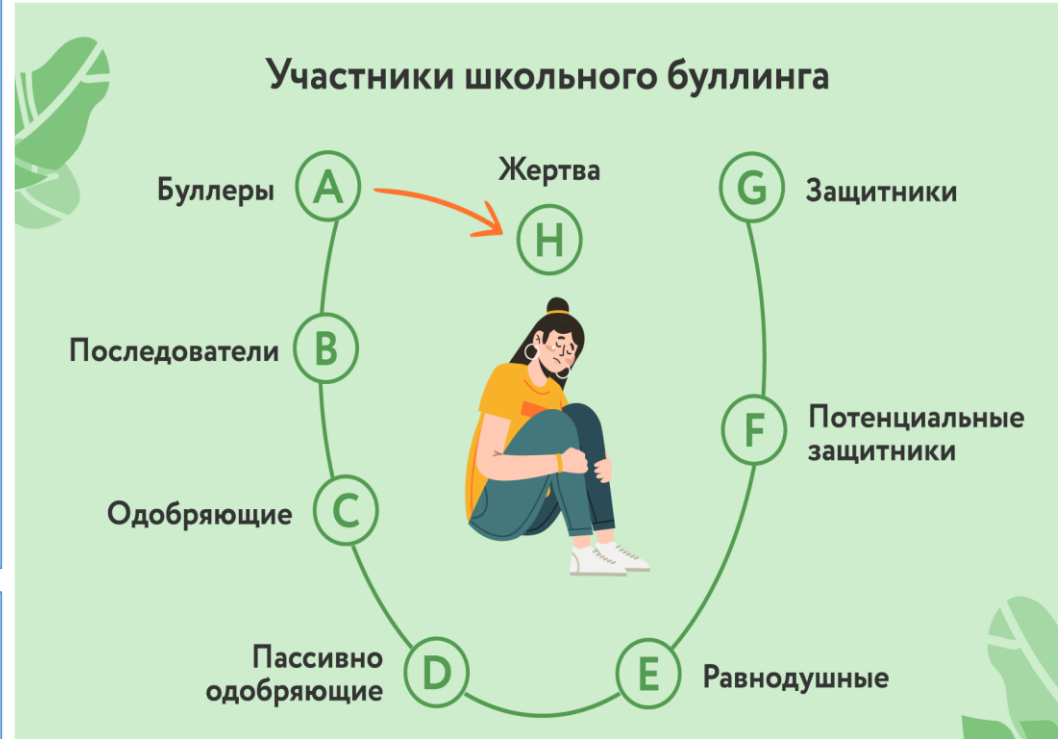 Участники школьного буллинга
Жертва
H
Буллеры
A
G
Защитники
Последователи
B
F
Потенциальные
защитники
Одобряющие
C
Пассивно
одобряющие
D
E
Равнодушные